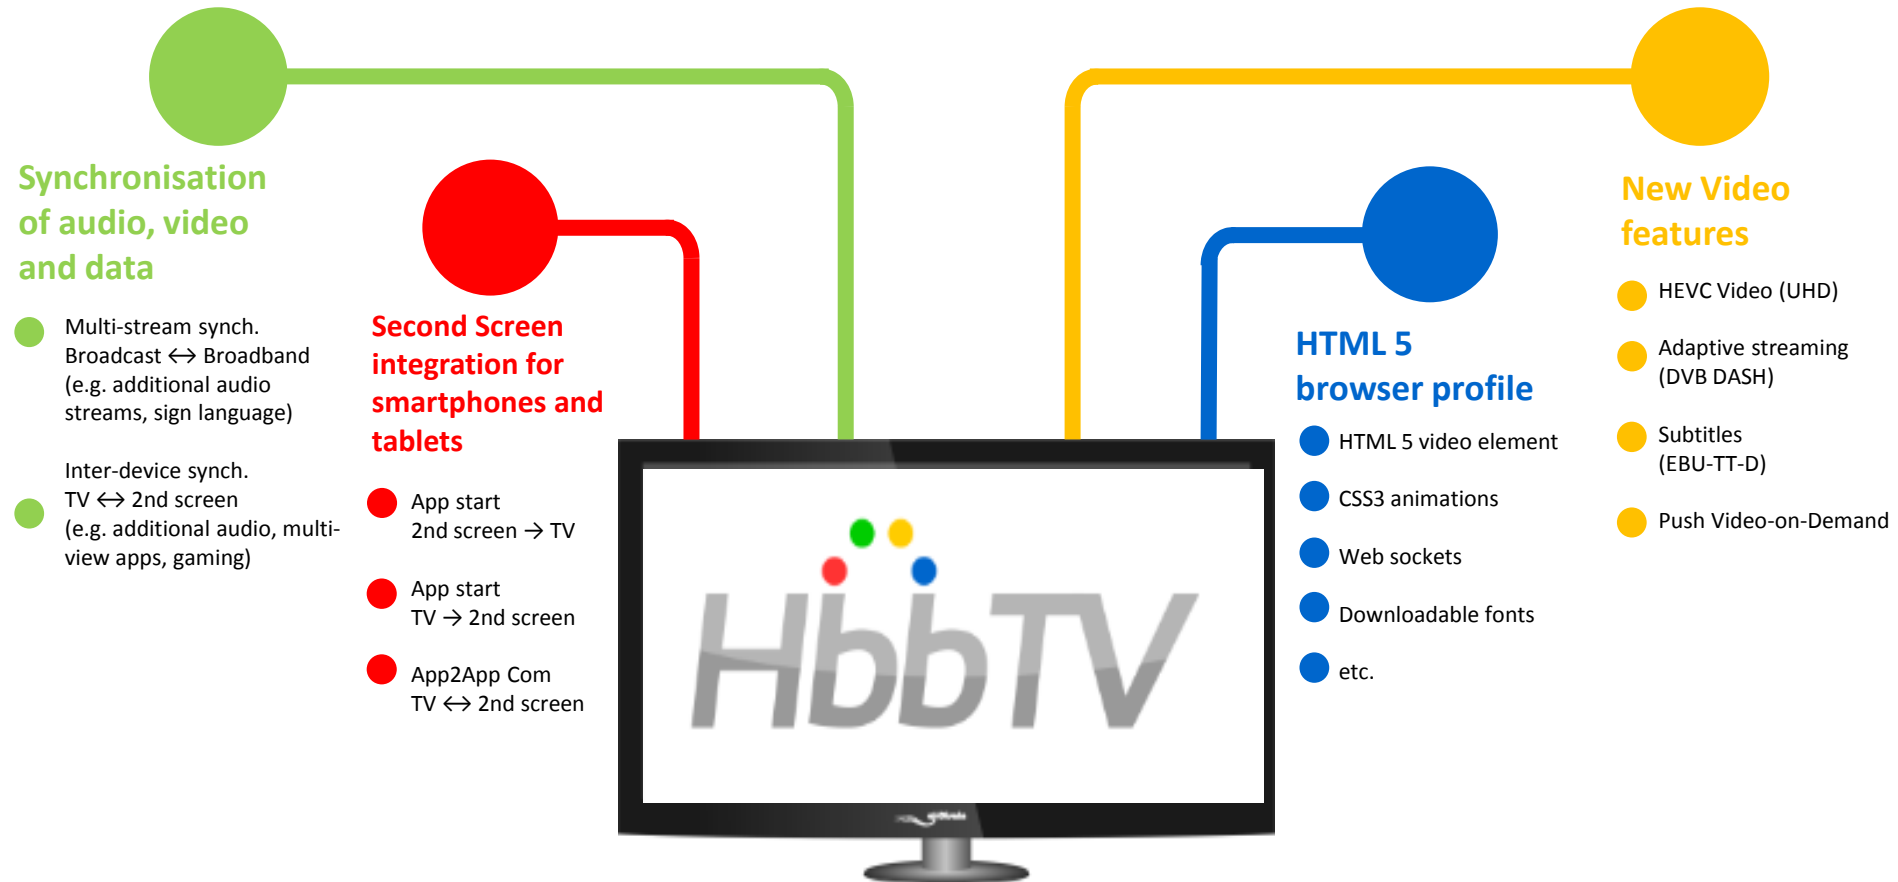 Synchronisation
of audio, video
and data
Multi-stream synch.
Broadcast ↔ Broadband
(e.g. additional audio
streams, sign language)
Inter-device synch.
TV ↔ 2nd screen
(e.g. additional audio, multi-
view apps, gaming)
Second Screen
integration for
smartphones and
tablets
App start
2nd screen → TV
App start
TV → 2nd screen
App2App Com
TV ↔ 2nd screen
HbbTV
HTML 5
browser profile
HTML 5 video element
CSS3 animations
Web sockets
Downloadable fonts
etc.
New Video
features
HEVC Video (UHD)
Adaptive streaming
(DVB DASH)
Subtitles
(EBU-TT-D)
Push Video-on-Demand